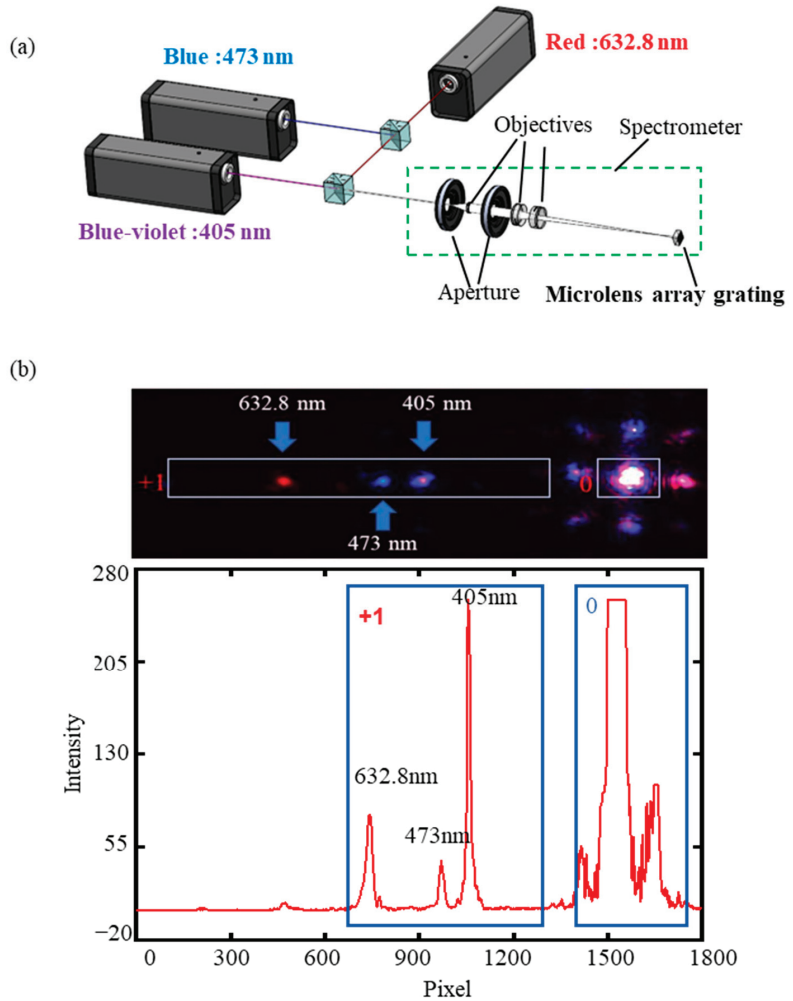 (a)
Blue :473 nm
Red :632.8 nm
Objectives
Spectrometer
Blue-violet :405 nm
Aperture
Microlens array grating
(b)
632.8 nm
405 nm
+1
0
473 nm
280
205
130
55
−20
Intensity
+1
405nm
0
632.8nm
473nm
0
300
600
900
1200
1500
1800
Pixel